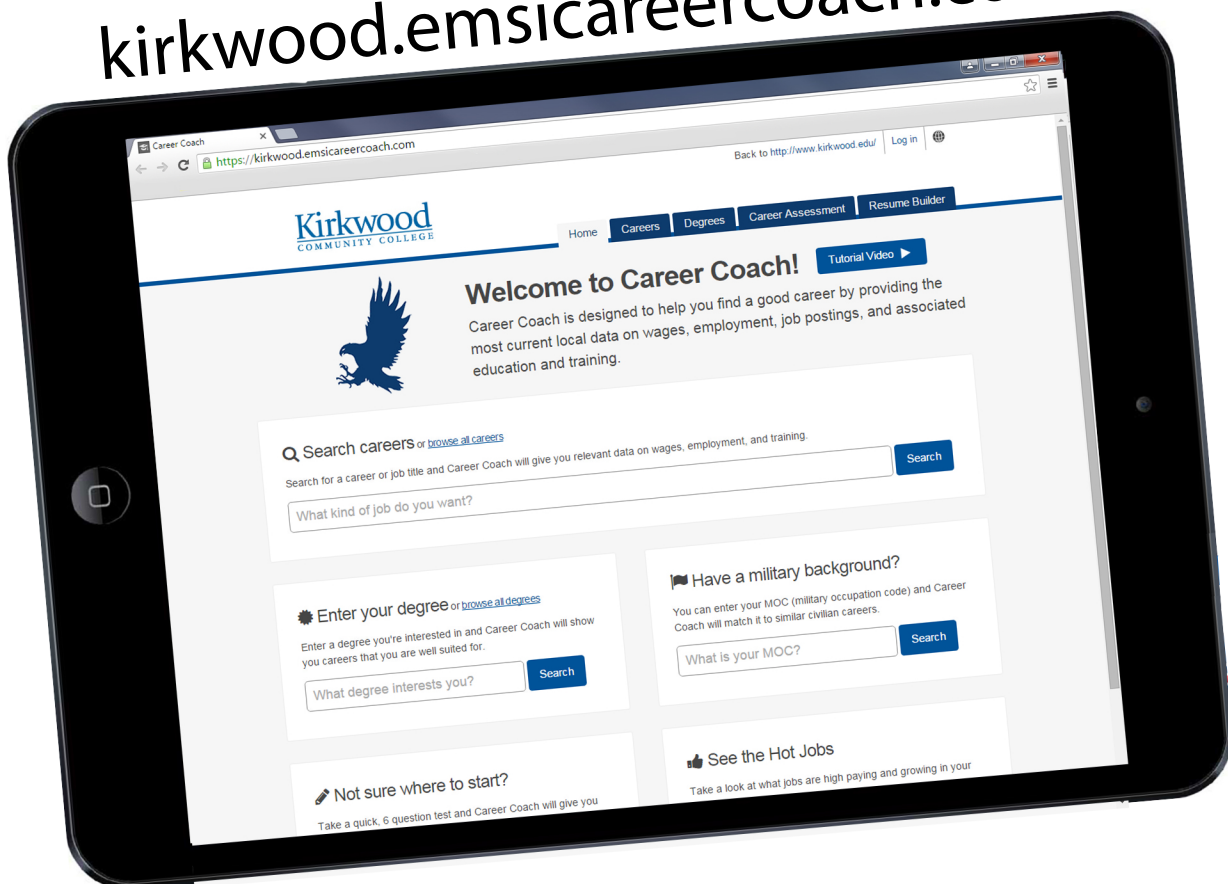 kirkwood.emsicareercoach.co
Career Coach
https://kirkwood.emsicareercoach.com
Back to http://www.kirkwood.edu/ Log in
Kirkwood
COMMUNITY COLLEGE
Home Careers Degrees Career Assessment Resume Builder
Welcome to Career Coach! Tutorial Video
Career Coach is designed to help you find a good career by providing the
most current local data on wages, employment, job postings, and associated
education and training.
Search careers or browse all careers
Search for a career or job title and Career Coach will give you relevant data on wages, employment, and training.
What kind of job do you want? Search
Enter your degree or browse all degrees
Enter a degree you're interested in and Career Coach will show
you careers that you are well suited for.
What degree interests you? Search
Have a military background?
You can enter your MOC (military occupation code) and Career
Coach will match it to similar civilian careers.
What is your MOC? Search
Not sure where to start?
Take a quick, 6 question test and Career Coach will give you
See the Hot Jobs
Take a look at what jobs are high paying and growing in your